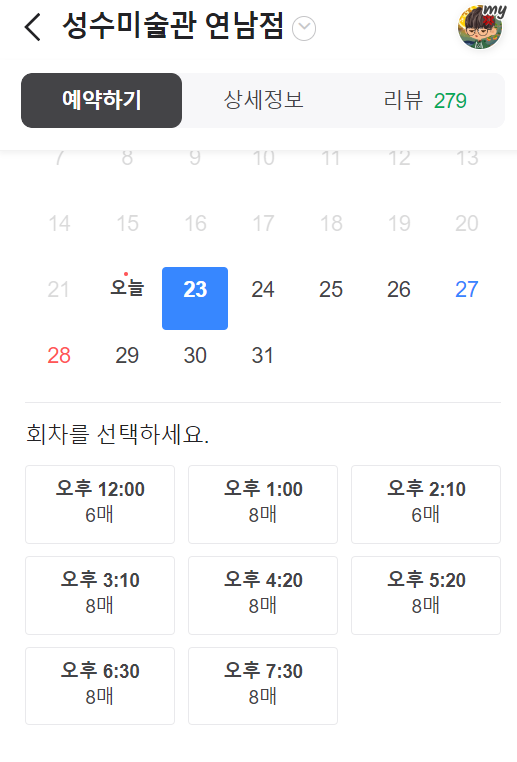 성수미술관 연남점
my
예약하기 상세정보 리뷰 279
7 8 9 10 11 12 13
14 15 16 17 18 19 20
21 오늘 23 24 25 26 27
28 29 30 31
회차를 선택하세요.
오후 12:00 오후 1:00 오후 2:10
6매 8매 6매
오후 3:10 오후 4:20 오후 5:20
8매 8매 8매
오후 6:30 오후 7:30
8매 8매